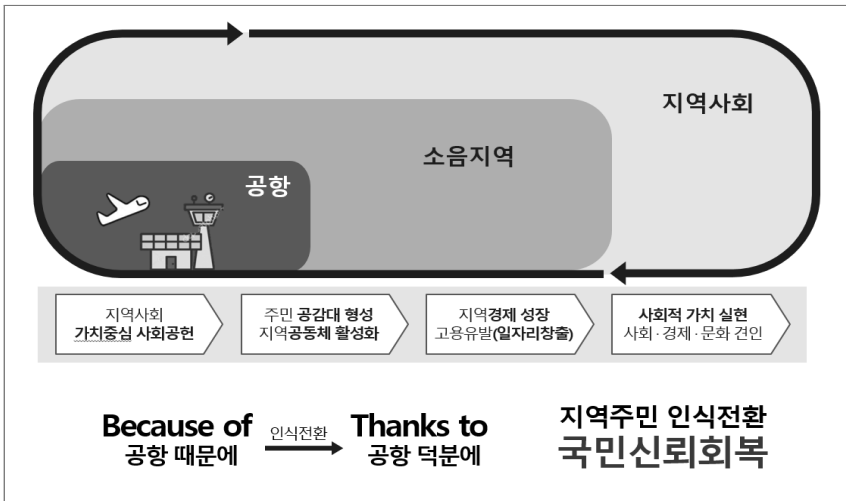 지역사회
소음지역
공항
지역사회
가치중심 사회공헌
주민 공감대 형성
지역공동체 활성화
지역경제 성장
고용유발(일자리창출)
사회적 가치 실현
사회·경제·문화 견인
Because of
공항 때문에
인식전환
Thanks to
공항 덕분에
지역주민 인식전환
국민신뢰회복